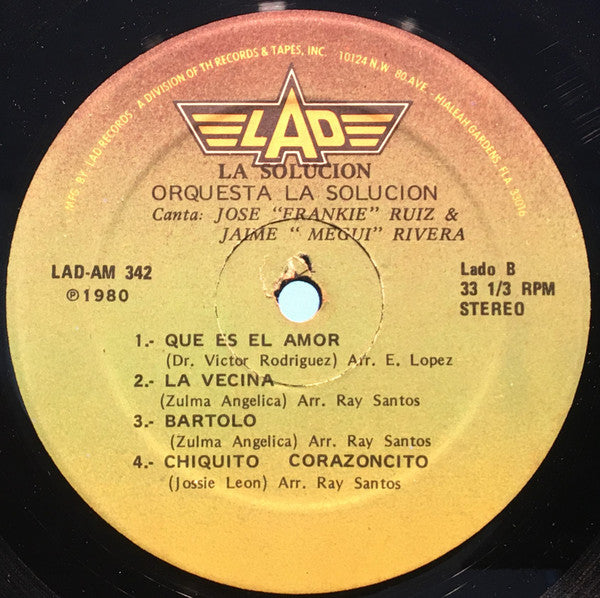 MFG. BY: LAD RECORDS - A DIVISION OF TH RECORDS & TAPES, INC. 10124 N.W. 80 AVE. - HIALEAH GARDENS, FLA. 33016
LAD
LA SOLUCION
ORQUESTA LA SOLUCION
Canta: JOSE "FRANKIE" RUIZ &
JAIME " MEGUI" RIVERA
LAD-AM 342
℗1980
Lado B
33 1/3 RPM
STEREO
1.- QUE ES EL AMOR
(Dr. Victor Rodriguez) Arr. E. Lopez
2.- LA VECINA
(Zulma Angelica) Arr. Ray Santos
3.- BARTOLO
(Zulma Angelica) Arr. Ray Santos
4.- CHIQUITO CORAZONCITO
(Jossie Leon) Arr. Ray Santos